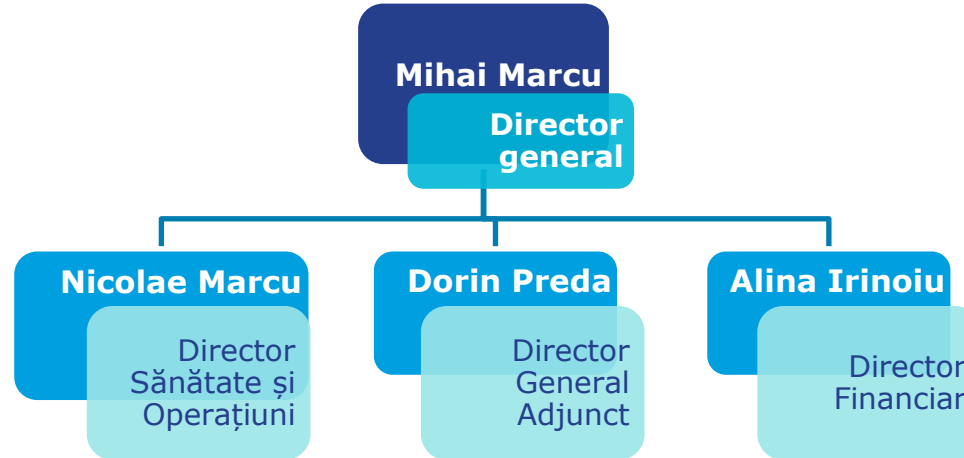 Mihai Marcu
Director
general
Nicolae Marcu
Director
Sănătate și
Operațiuni
Dorin Preda
Director
General
Adjunct
Alina Irinoiu
Director
Financiar